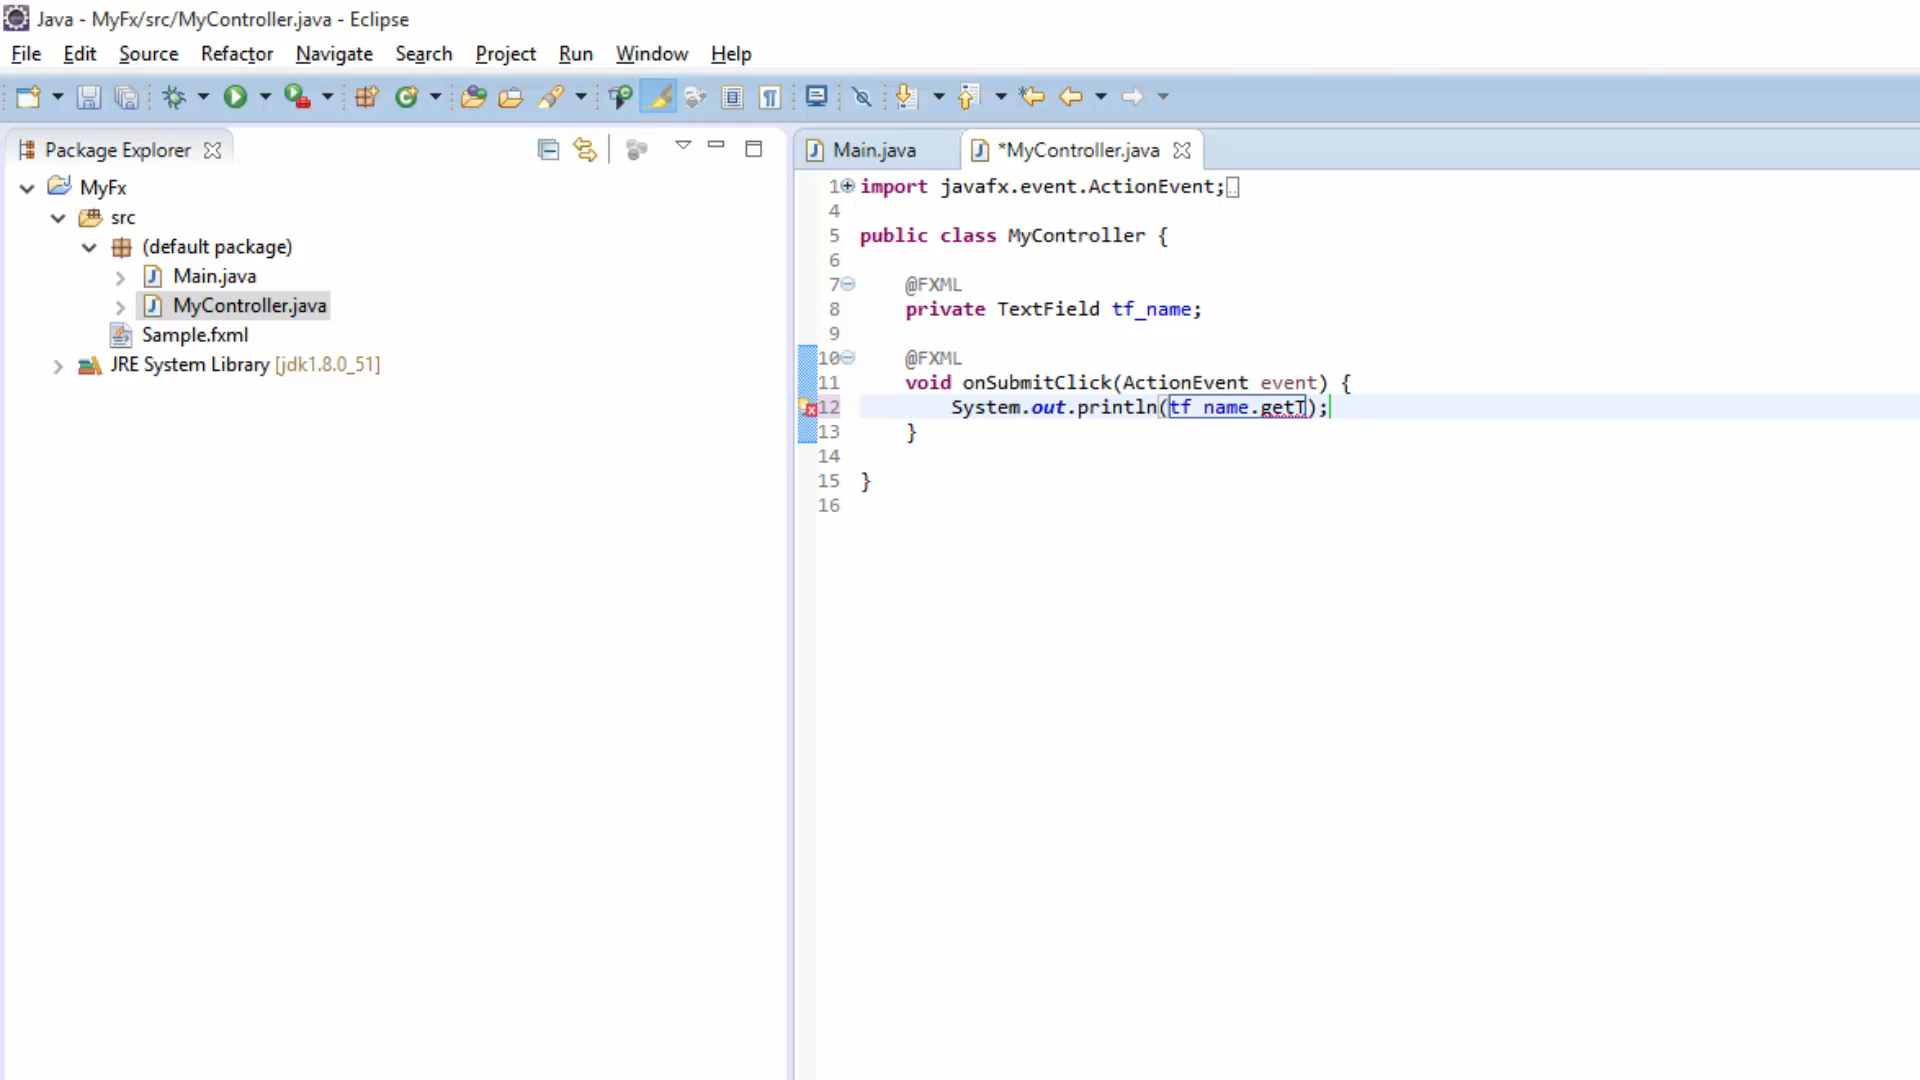 Java - MyFx/src/MyController.java - Eclipse
File Edit Source Refactor Navigate Search Project Run Window Help
Package Explorer
MyFx
src
(default package)
Main.java
MyController.java
Sample.fxml
JRE System Library [jdk1.8.0_51]
Main.java *MyController.java
1 import javafx.event.ActionEvent;
4
5 public class MyController {
6
7 @FXML
8 private TextField tf_name;
9
10 @FXML
11 void onSubmitClick(ActionEvent event) {
12 System.out.println(tf_name.getT);
13 }
14
15 }
16